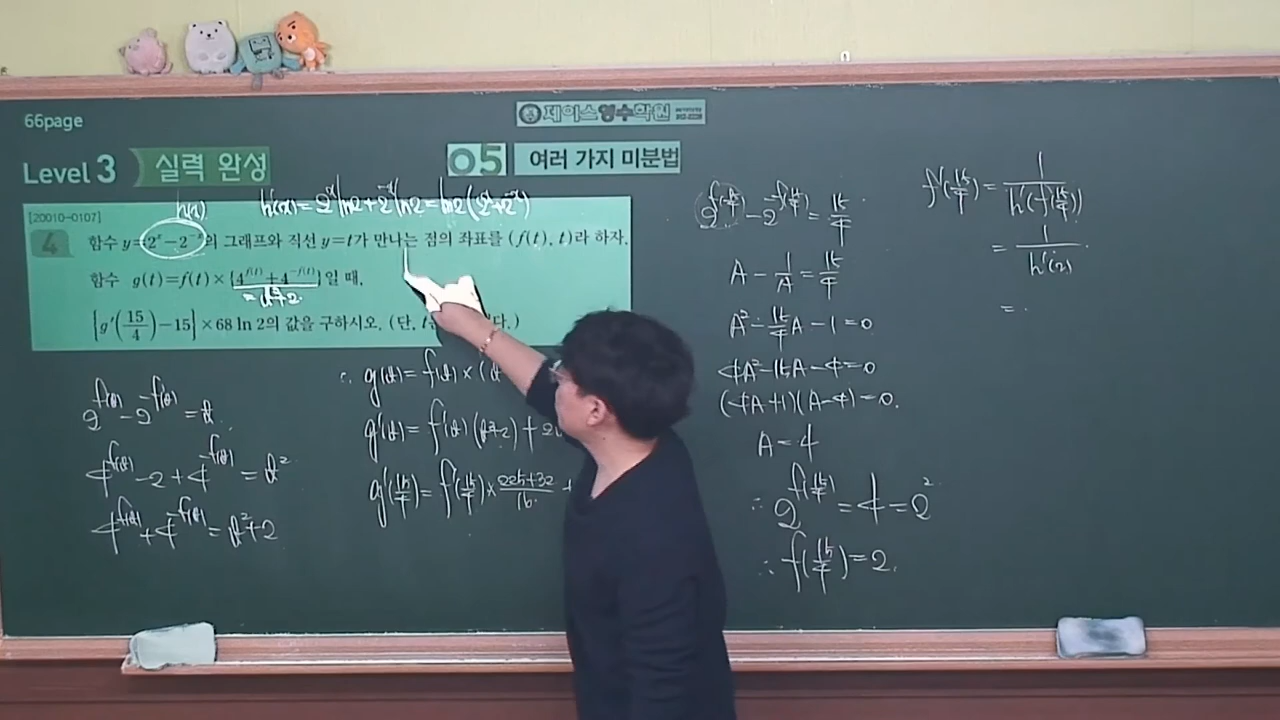 66page
제이스영수학원
Level 3 실력 완성
05 여러 가지 미분법
[20010-0107]
h(x)
h'(x)=2^x ln2+2^-x ln2=ln2(2^x+2^-x)
4 함수 y=2^x-2^-x의 그래프와 직선 y=t가 만나는 점의 좌표를 (f(t), t)라 하자.
함수 g(t)=f(t)×{4^f(t)+4^-f(t)}일 때,
=t²+2
{g'(15/4)-15}×68 ln 2의 값을 구하시오. (단, 다.)
2^f(t)-2^-f(t)=t
4^f(t)-2+4^-f(t)=t²
4^f(t)+4^-f(t)=t²+2
∴ g(t)=f(t)×(t
g'(t)=f'(t)(t²+2)+2t
g'(15/4)=f'(15/4)×(225+32)/16 +
2^f(15/4)-2^-f(15/4)=15/4
A-1/A=15/4
A²-15/4A-1=0
4A²-15A-4=0
(4A+1)(A-4)=0.
A=4
∴ 2^f(15/4)=4=2²
∴ f(15/4)=2.
f'(15/4)=1/h'(f(15/4))
=1/h'(2)
=